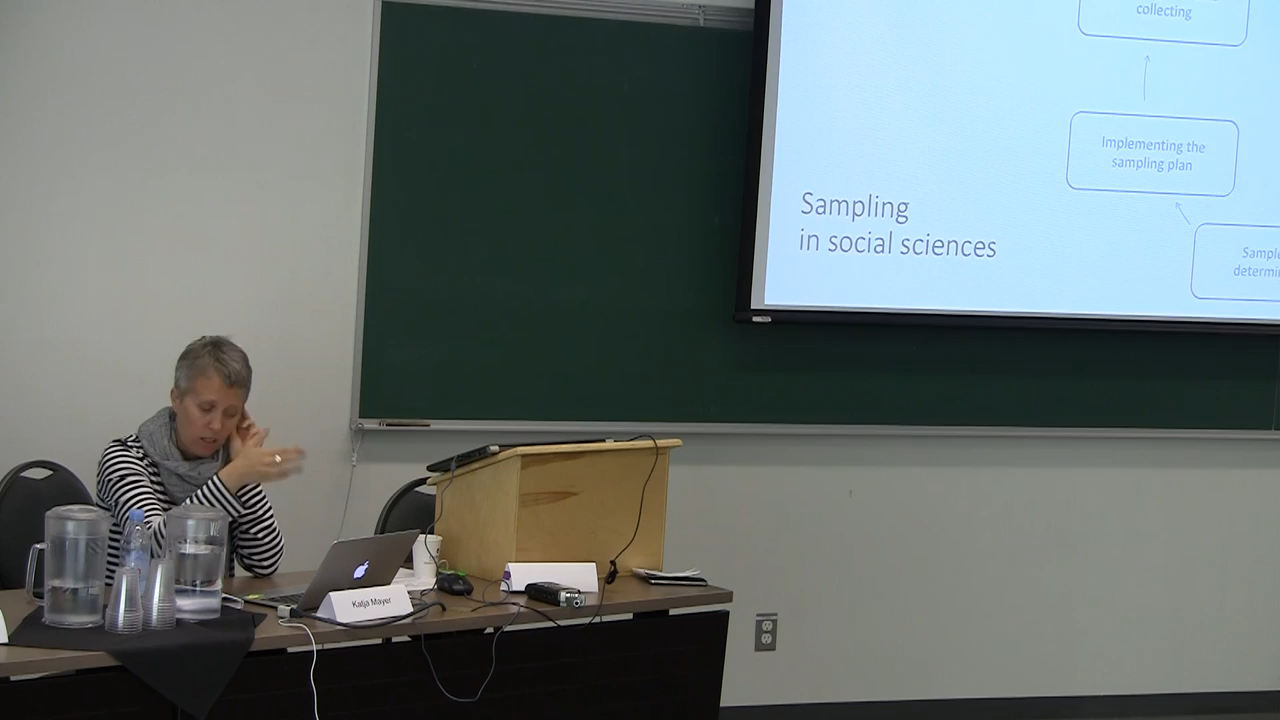 collecting
Implementing the
sampling plan
Sampling
in social sciences
Katja Mayer